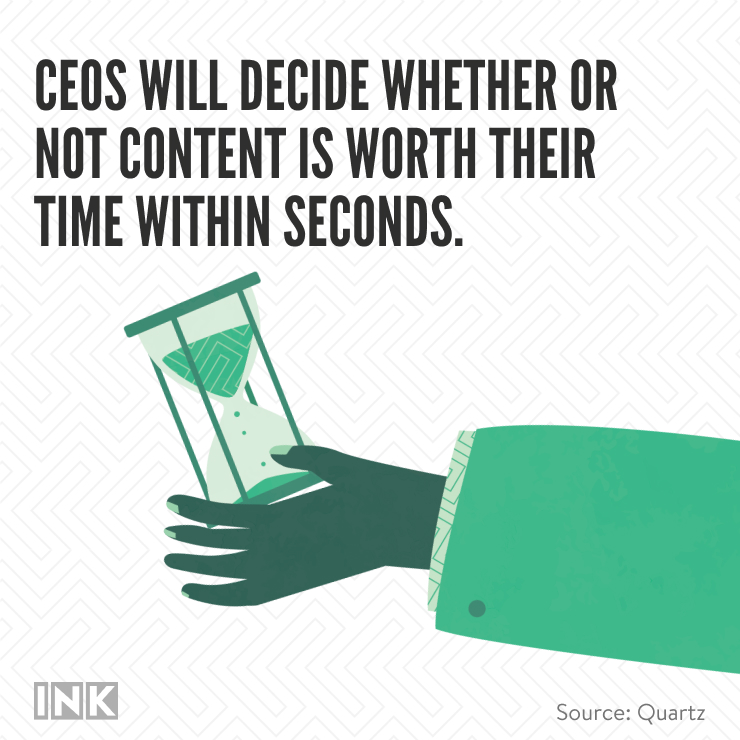 CEOS WILL DECIDE WHETHER OR
NOT CONTENT IS WORTH THEIR
TIME WITHIN SECONDS.
INK
Source: Quartz